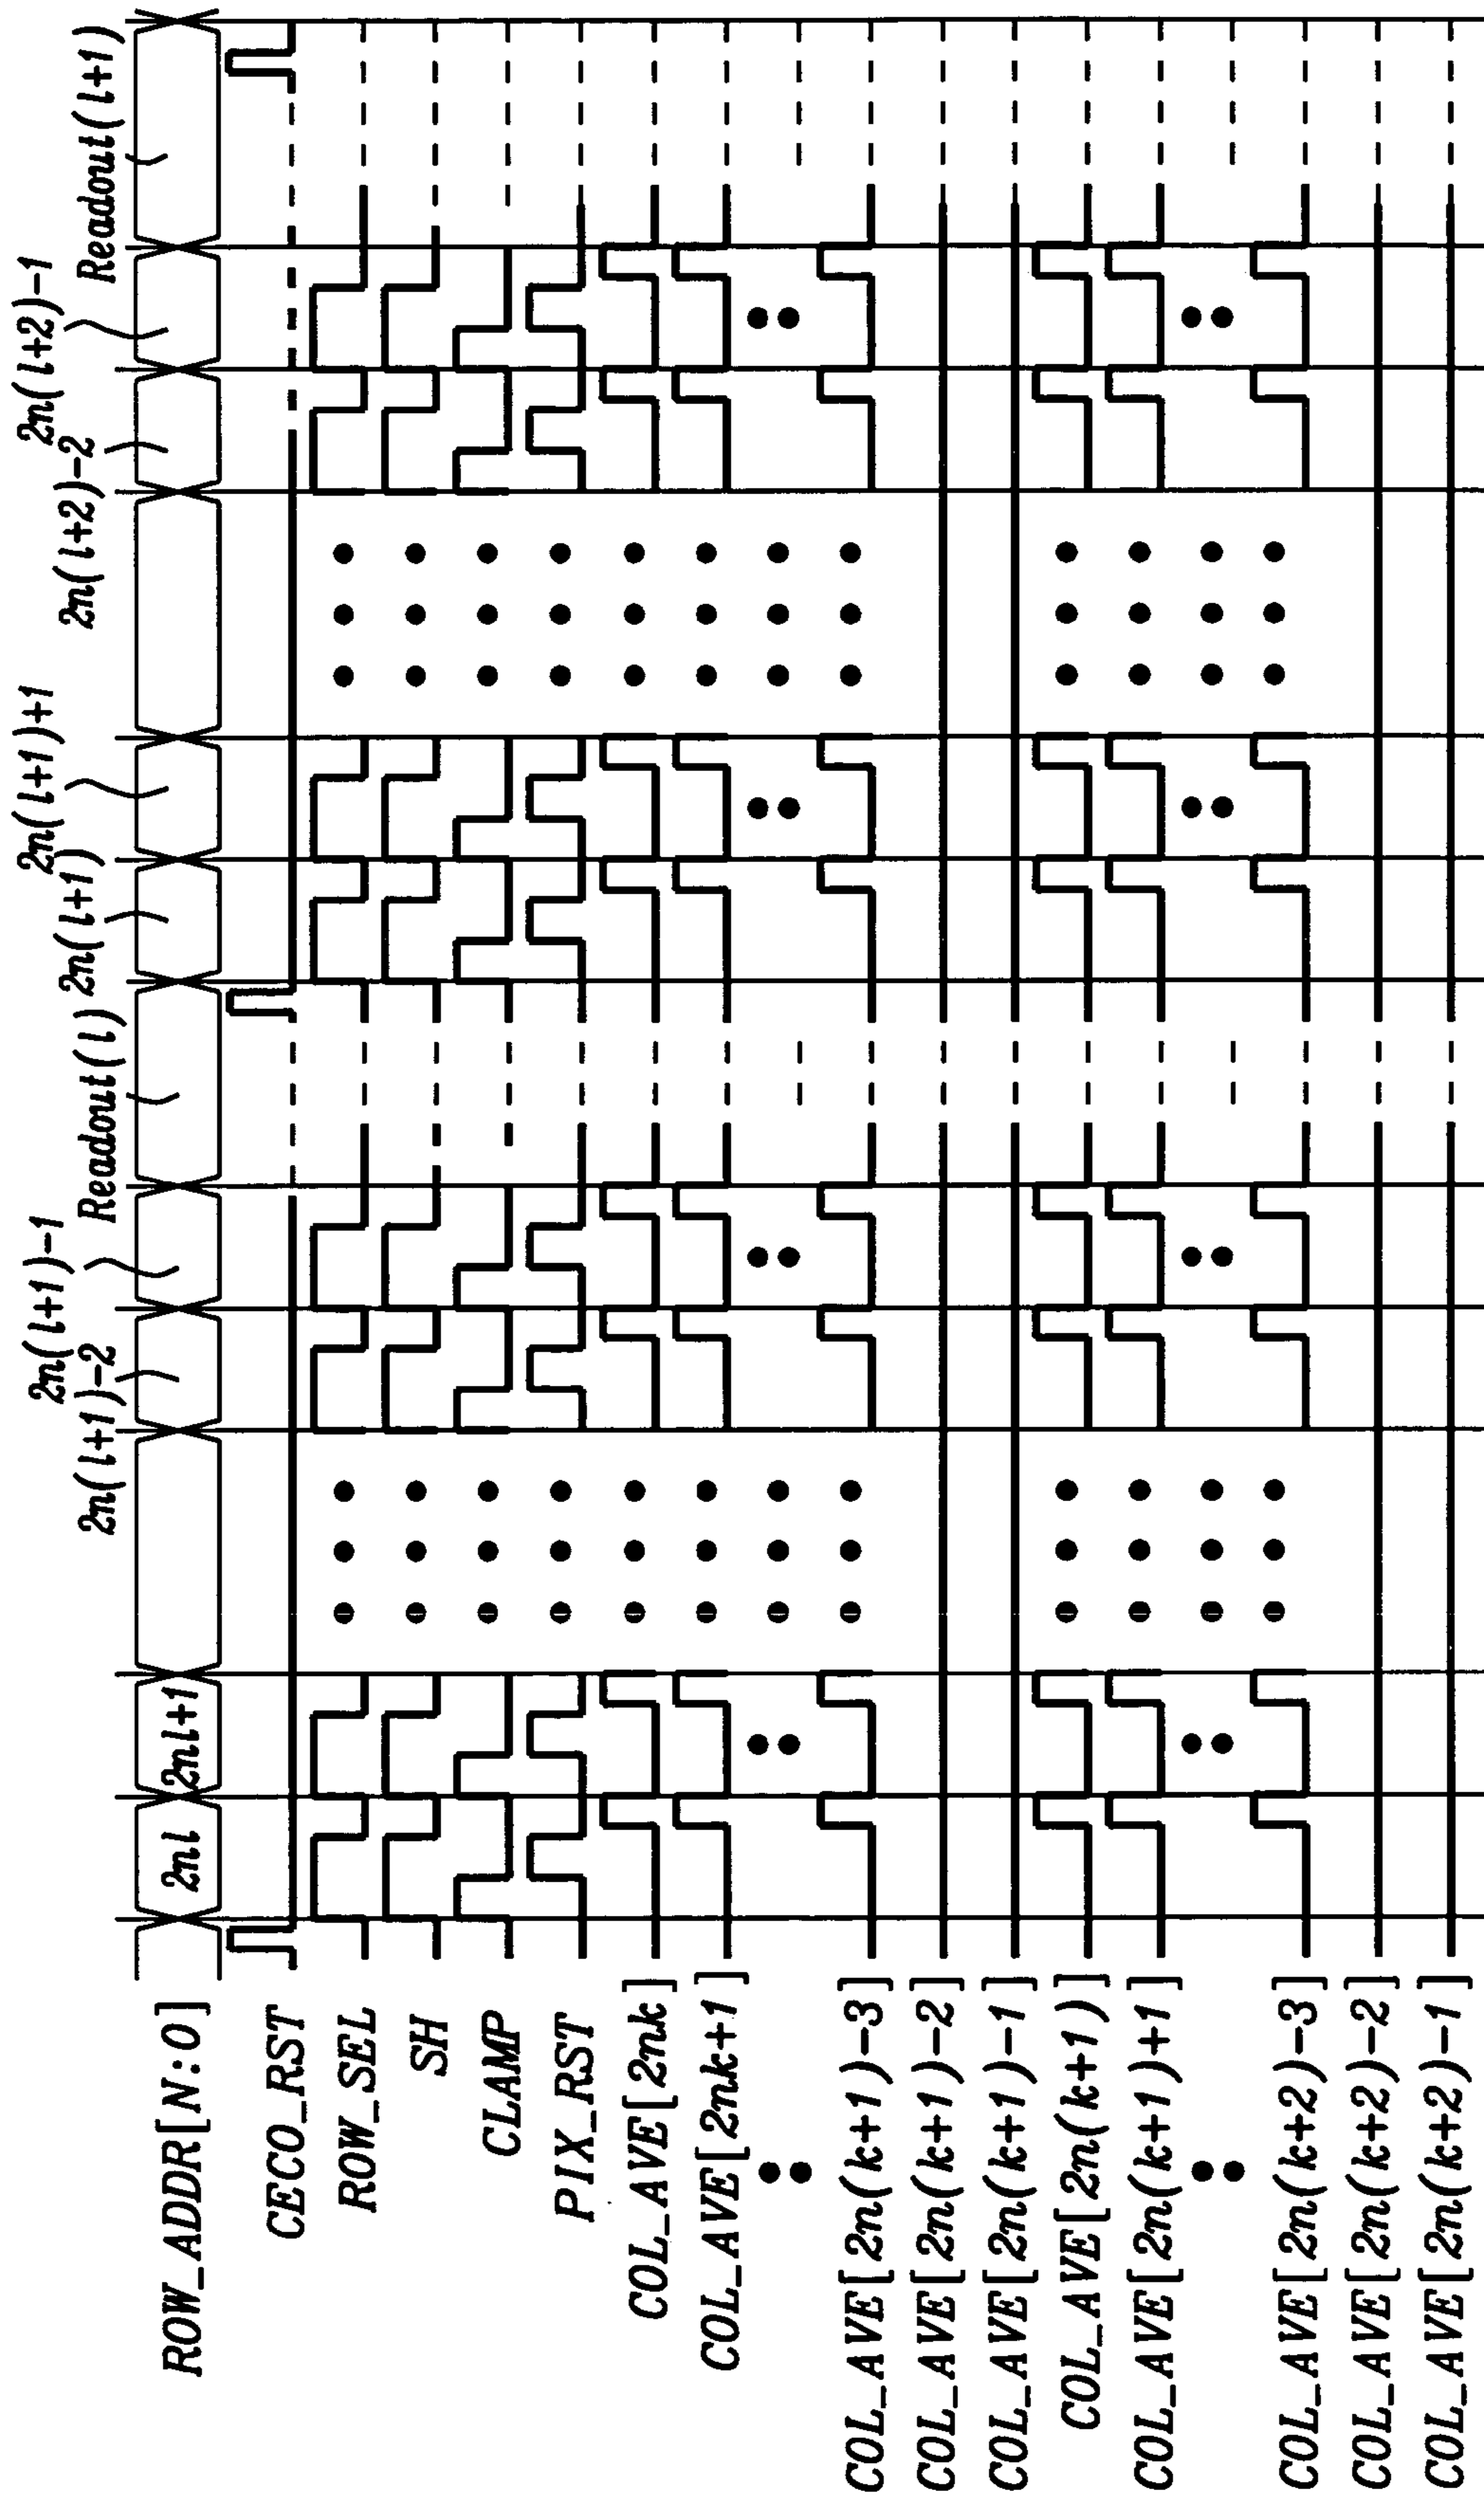 2n(l+1)-1
2n(l+1)+1
2n(l+2)-1
2n(l+1)-2
Readout(l)
2n(l+1)
2n(l+2)-2
Readout(l+1)
ROW_ADDR[N:0]
2nl
2nl+1
CECO_RST
ROW_SEL
SH
CLAMP
PIX_RST
COL_AVE[2nk]
COL_AVE[2nk+1]
COL_AVE[2n(k+1)-3]
COL_AVE[2n(k+1)-2]
COL_AVE[2n(k+1)-1]
COL_AVE[2n(k+1)]
COL_AVE[2n(k+1)+1]
COL_AVE[2n(k+2)-3]
COL_AVE[2n(k+2)-2]
COL_AVE[2n(k+2)-1]